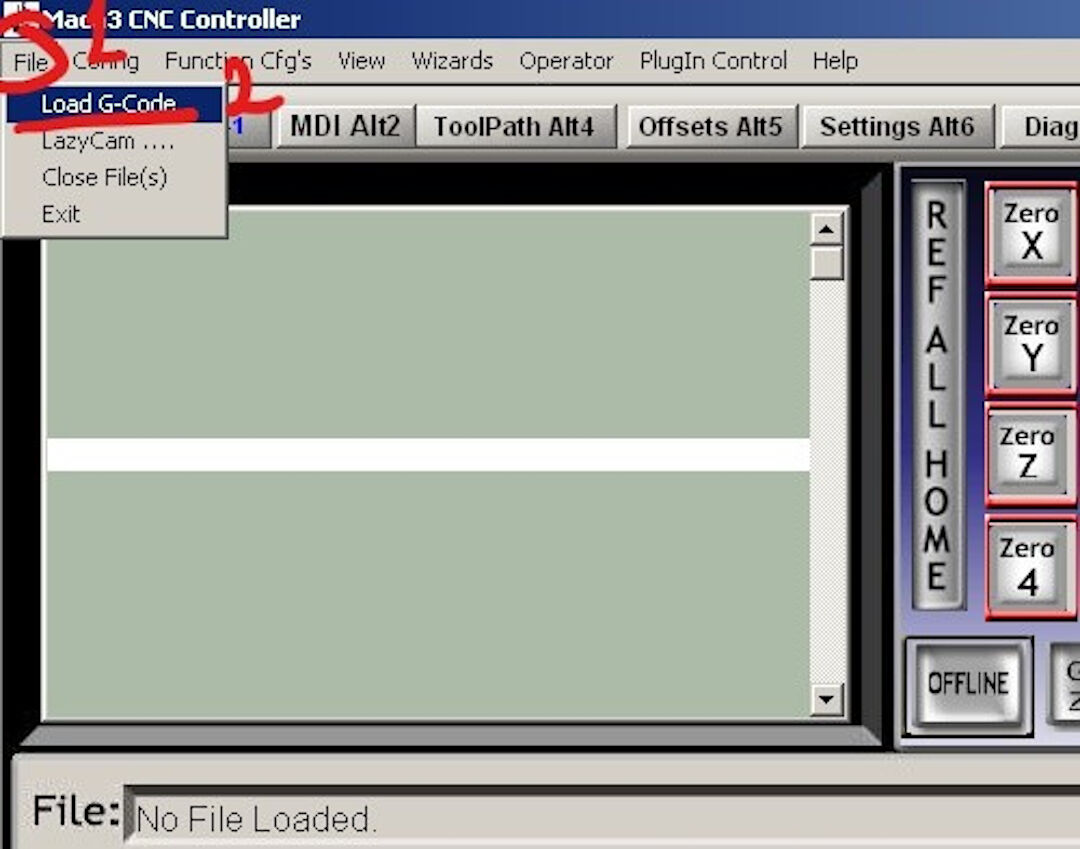 Mach3 CNC Controller
1
File Config Function Cfg's View Wizards Operator PlugIn Control Help
2
Load G-Code
LazyCam ....
Close File(s)
Exit
-1 MDI Alt2 ToolPath Alt4 Offsets Alt5 Settings Alt6 Diag
REF ALL HOME
Zero
X
Zero
Y
Zero
Z
Zero
4
OFFLINE
G
Z
File: No File Loaded.